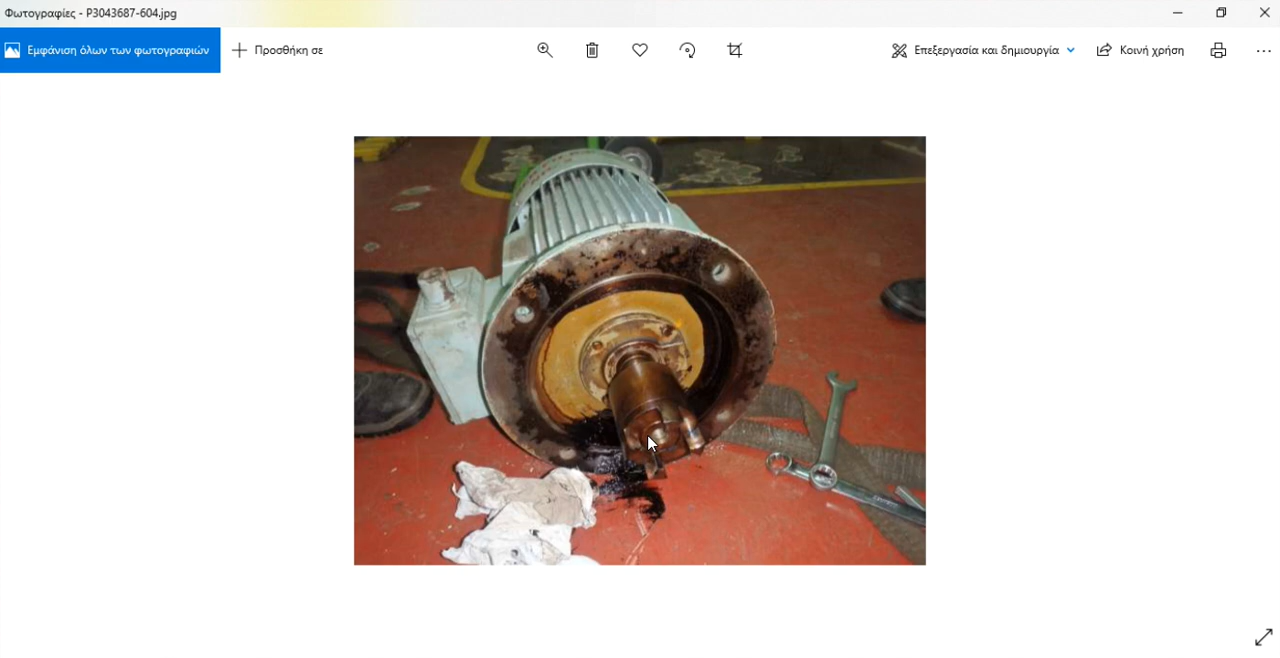 Φωτογραφίες - P3043687-604.jpg
Εμφάνιση όλων των φωτογραφιών
Προσθήκη σε
Επεξεργασία και δημιουργία
Κοινή χρήση